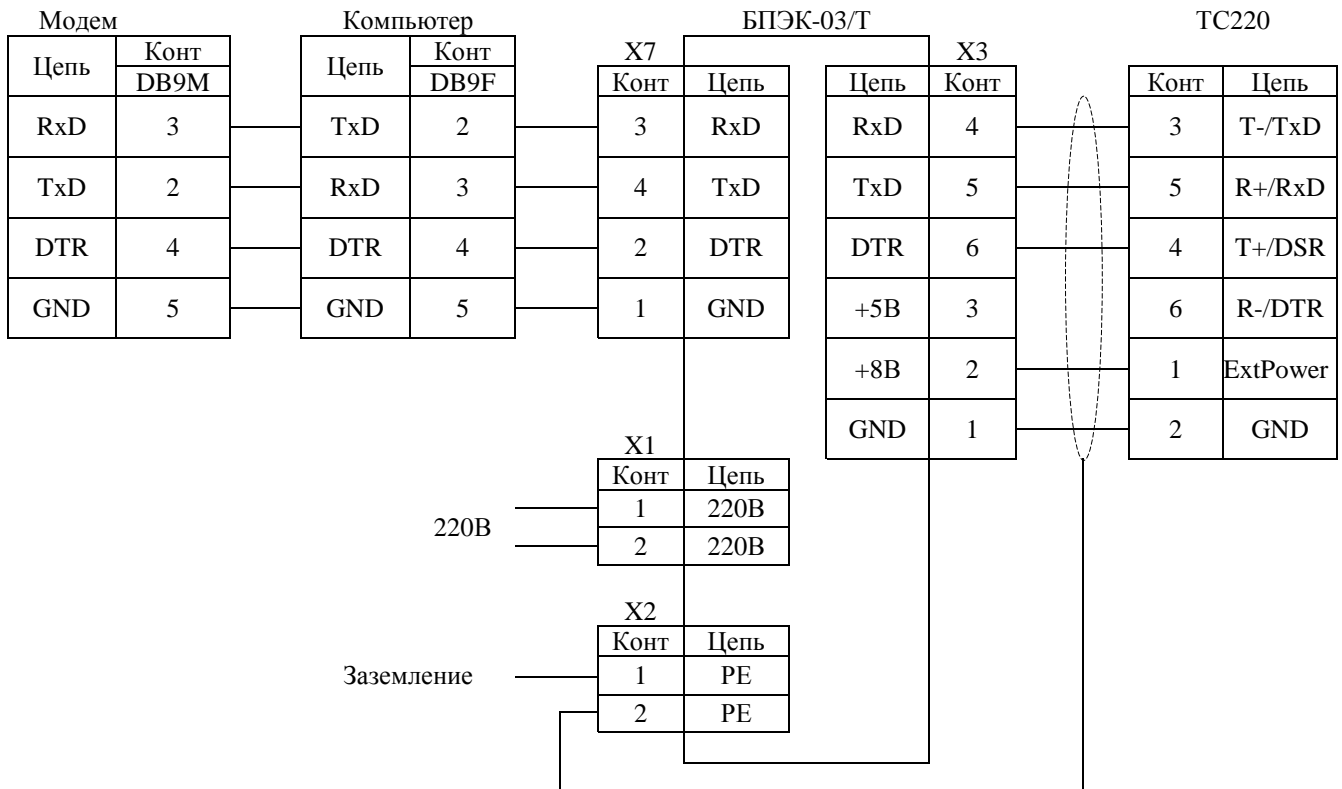 Модем Компьютер БПЭК-03/Т ТС220
Цепь Конт Цепь Конт X7 X3
DB9M DB9F Конт Цепь Цепь Конт Конт Цепь
RxD 3 TxD 2 3 RxD RxD 4 3 T-/TxD
TxD 2 RxD 3 4 TxD TxD 5 5 R+/RxD
DTR 4 DTR 4 2 DTR DTR 6 4 T+/DSR
GND 5 GND 5 1 GND +5В 3 6 R-/DTR
+8В 2 1 ExtPower
GND 1 2 GND
X1
Конт Цепь
1 220В
220В
2 220В
X2
Конт Цепь
Заземление 1 PE
2 PE